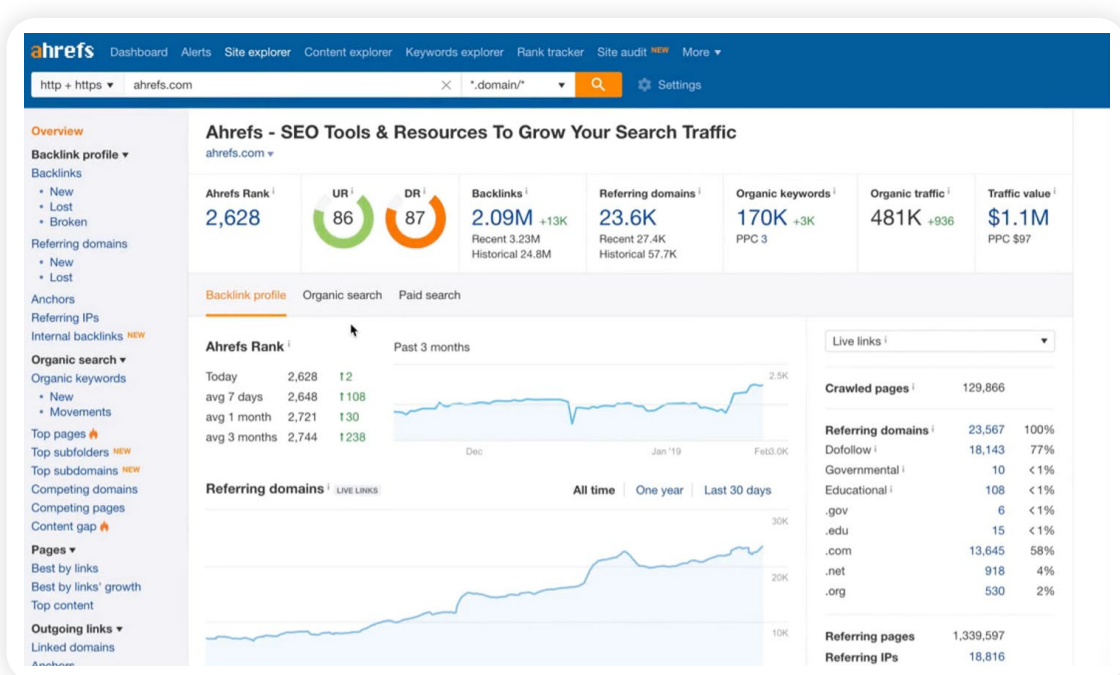 ahrefs Dashboard Alerts Site explorer Content explorer Keywords explorer Rank tracker Site audit NEW More ▾
http + https ▾ ahrefs.com × *.domain/* ▾ Settings
Overview
Backlink profile ▾
Backlinks
• New
• Lost
• Broken
Referring domains
• New
• Lost
Anchors
Referring IPs
Internal backlinks NEW
Organic search ▾
Organic keywords
• New
• Movements
Top pages
Top subfolders NEW
Top subdomains NEW
Competing domains
Competing pages
Content gap
Pages ▾
Best by links
Best by links' growth
Top content
Outgoing links ▾
Linked domains
Anchors
Ahrefs - SEO Tools & Resources To Grow Your Search Traffic
ahrefs.com ▾
Ahrefs Rank i
2,628
UR i
86
DR i
87
Backlinks i
2.09M +13K
Recent 3.23M
Historical 24.8M
Referring domains i
23.6K
Recent 27.4K
Historical 57.7K
Organic keywords i
170K +3K
PPC 3
Organic traffic i
481K +936
Traffic value i
$1.1M
PPC $97
Backlink profile Organic search Paid search
Ahrefs Rank i
Today 2,628 ↑2
avg 7 days 2,648 ↑108
avg 1 month 2,721 ↑30
avg 3 months 2,744 ↑238
Past 3 months
2.5K
Dec Jan '19 Feb3.0K
Referring domains i LIVE LINKS
All time One year Last 30 days
30K
20K
10K
Live links i ▾
Crawled pages i 129,866
Referring domains i 23,567 100%
Dofollow i 18,143 77%
Governmental i 10 <1%
Educational i 108 <1%
.gov 6 <1%
.edu 15 <1%
.com 13,645 58%
.net 918 4%
.org 530 2%
Referring pages 1,339,597
Referring IPs 18,816